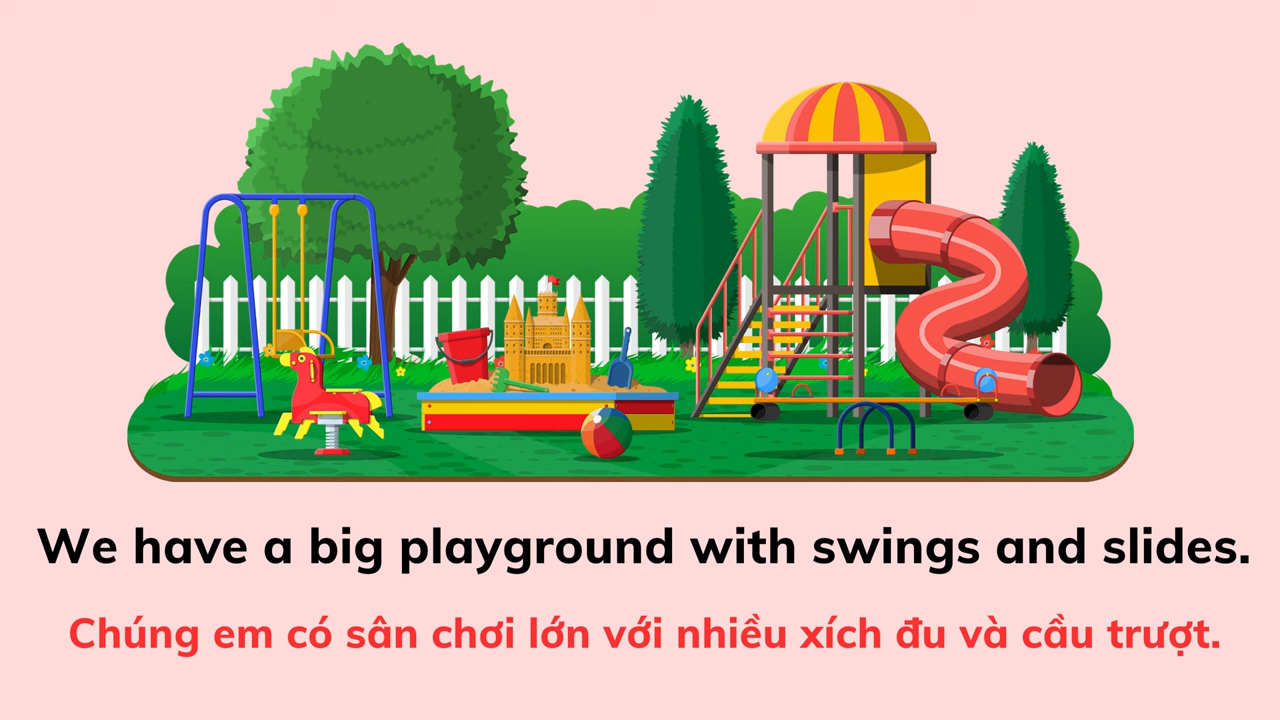 We have a big playground with swings and slides.
Chúng em có sân chơi lớn với nhiều xích đu và cầu trượt.